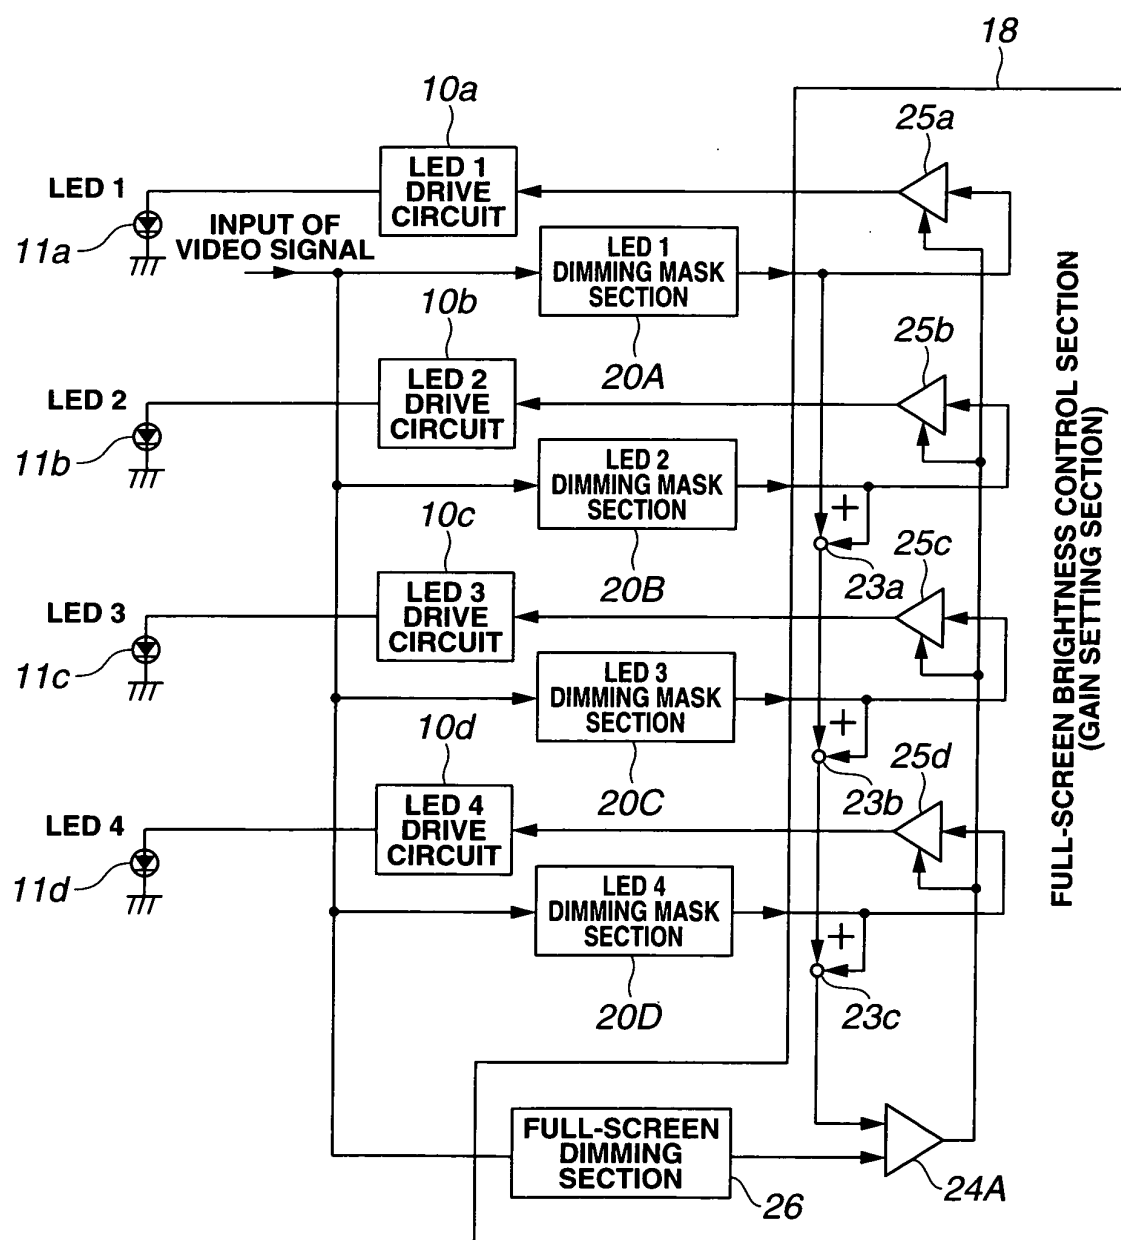 18
10a
25a
LED 1
LED 1
DRIVE
CIRCUIT
11a
INPUT OF
VIDEO SIGNAL
LED 1
DIMMING MASK
SECTION
10b
20A
25b
LED 2
LED 2
DRIVE
CIRCUIT
11b
LED 2
DIMMING MASK
SECTION
+
10c
20B
23a
25c
LED 3
LED 3
DRIVE
CIRCUIT
11c
LED 3
DIMMING MASK
SECTION
+
10d
20C
23b
25d
LED 4
LED 4
DRIVE
CIRCUIT
11d
LED 4
DIMMING MASK
SECTION
+
20D
23c
FULL-SCREEN
DIMMING
SECTION
26
24A
FULL-SCREEN BRIGHTNESS CONTROL SECTION
(GAIN SETTING SECTION)